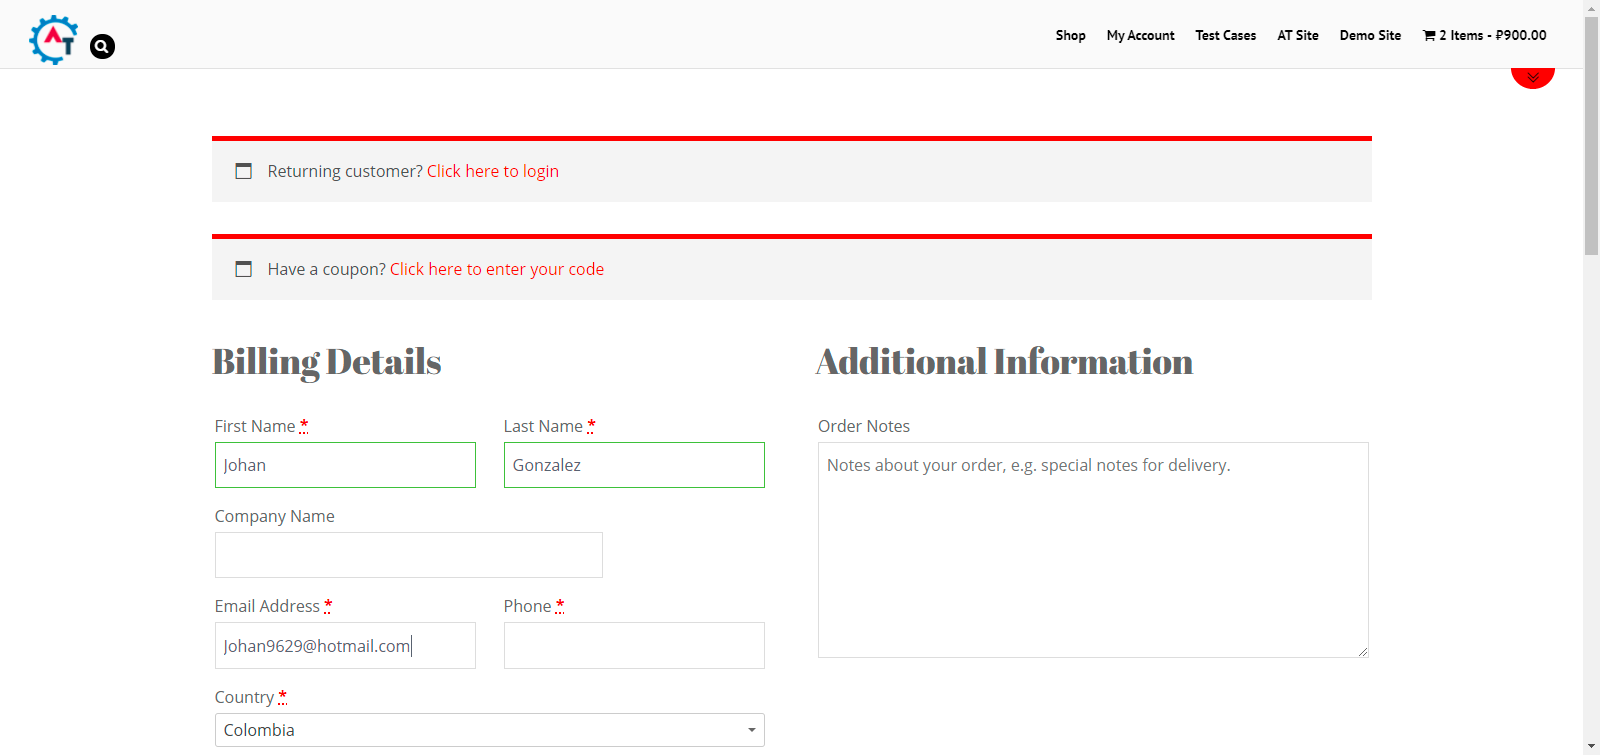 AT
Shop My Account Test Cases AT Site Demo Site 2 Items - ₽900.00
Returning customer? Click here to login
Have a coupon? Click here to enter your code
Billing Details
Additional Information
First Name *
Last Name *
Order Notes
Johan
Gonzalez
Notes about your order, e.g. special notes for delivery.
Company Name
Email Address *
Phone *
Johan9629@hotmail.com
Country *
Colombia